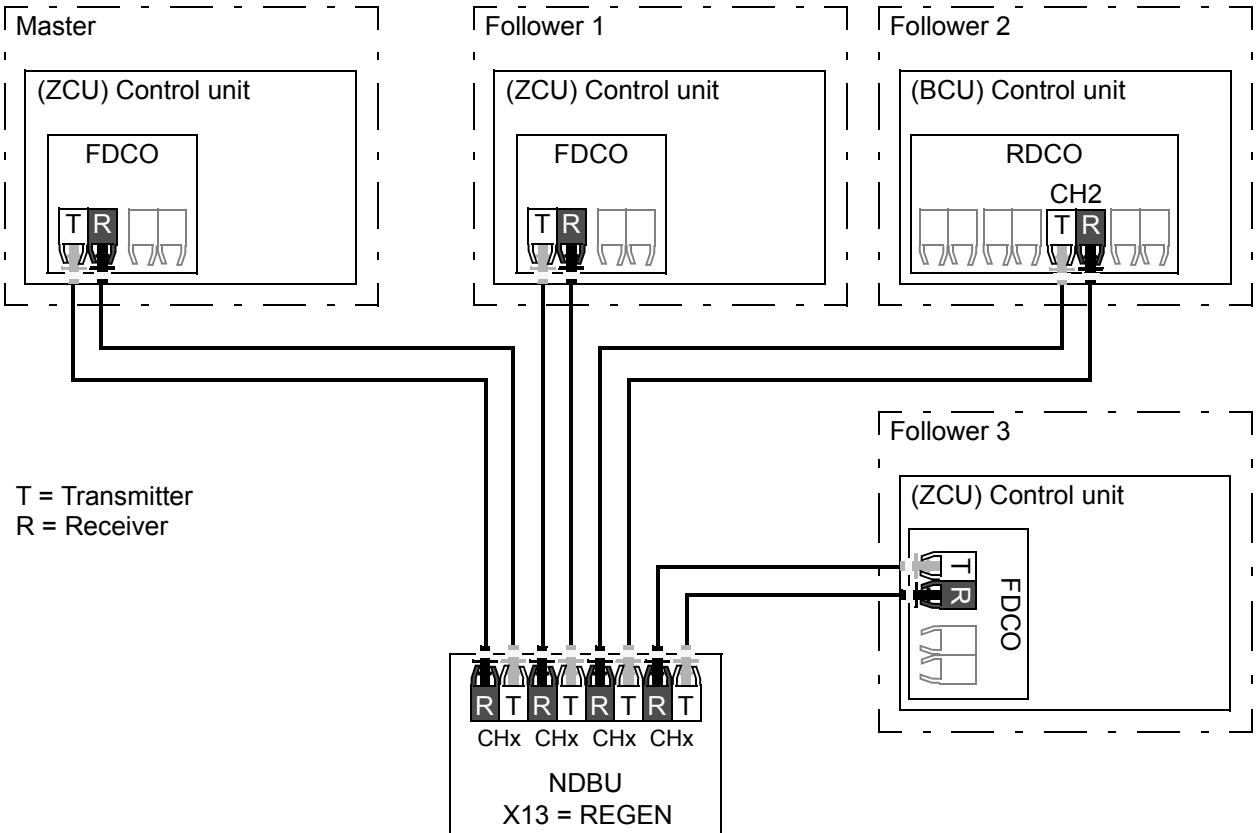 Master
(ZCU) Control unit
FDCO
T R
Follower 1
(ZCU) Control unit
FDCO
T R
Follower 2
(BCU) Control unit
RDCO
CH2
T R
T = Transmitter
R = Receiver
Follower 3
(ZCU) Control unit
T
R
FDCO
R T R T R T R T
CHx CHx CHx CHx
NDBU
X13 = REGEN